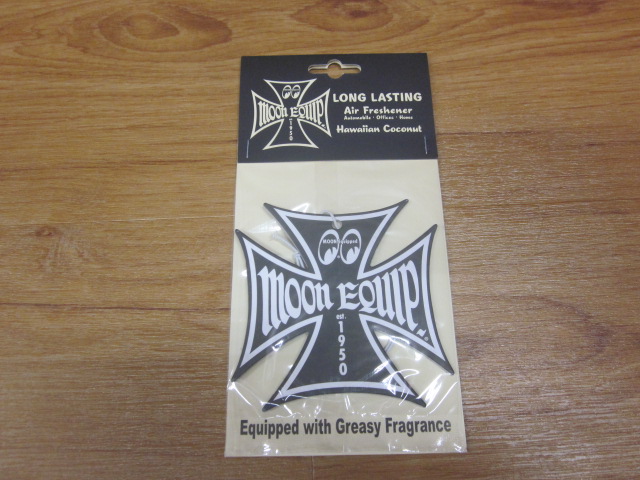 MOON EQUIP.
1950
LONG LASTING
Air Freshener
Automobile • Offices • Home
Hawaiian Coconut
MOON Equipped
MOON EQUIP.
est.
1950
Equipped with Greasy Fragrance